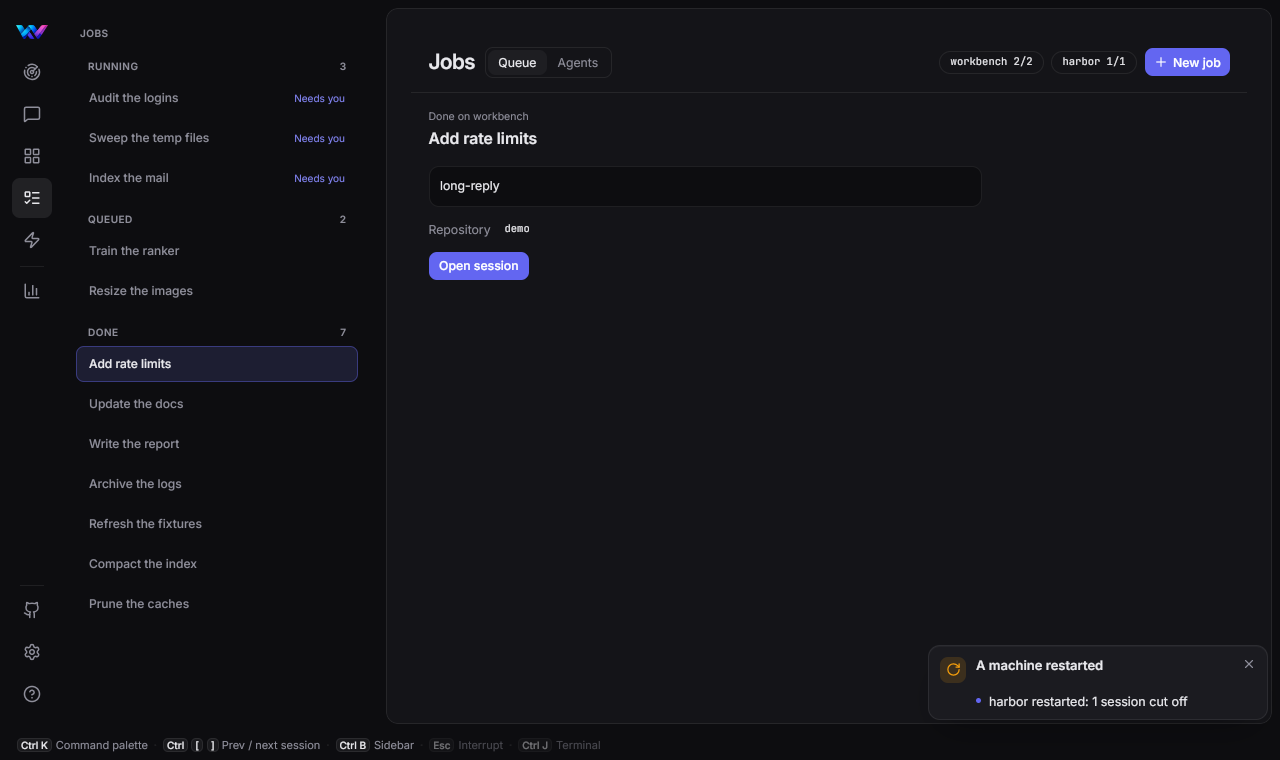 JOBS
RUNNING 3
Audit the logins Needs you
Sweep the temp files Needs you
Index the mail Needs you
QUEUED 2
Train the ranker
Resize the images
DONE 7
Add rate limits
Update the docs
Write the report
Archive the logs
Refresh the fixtures
Compact the index
Prune the caches
Jobs Queue Agents workbench 2/2 harbor 1/1 + New job
Done on workbench
Add rate limits
long-reply
Repository demo
Open session
A machine restarted
harbor restarted: 1 session cut off
Ctrl K Command palette · Ctrl [ ] Prev / next session · Ctrl B Sidebar · Esc Interrupt · Ctrl J Terminal